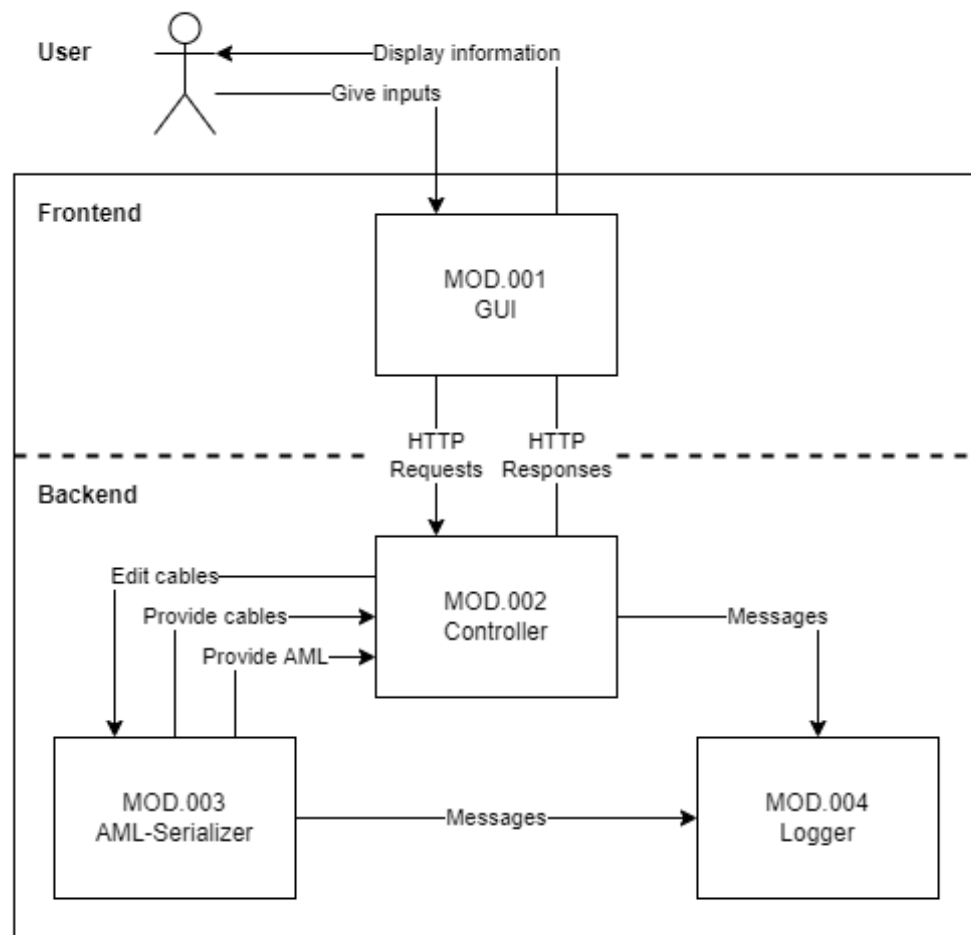 User
Display information
Give inputs
Frontend
MOD.001
GUI
HTTP
Requests
HTTP
Responses
Backend
Edit cables
Provide cables
Provide AML
MOD.002
Controller
Messages
MOD.003
AML-Serializer
Messages
MOD.004
Logger